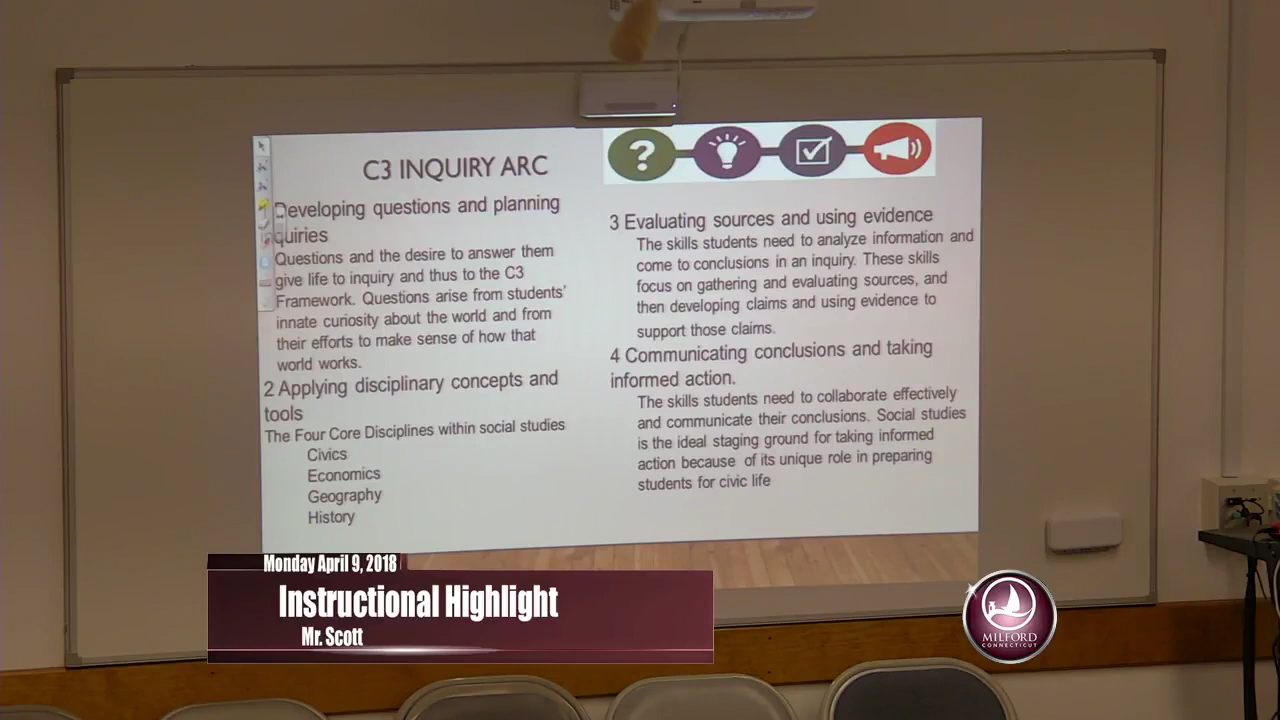 C3 INQUIRY ARC
Developing questions and planning
quiries
Questions and the desire to answer them
give life to inquiry and thus to the C3
Framework. Questions arise from students'
innate curiosity about the world and from
their efforts to make sense of how that
world works.
2 Applying disciplinary concepts and
tools
The Four Core Disciplines within social studies
Civics
Economics
Geography
History
?
3 Evaluating sources and using evidence
The skills students need to analyze information and
come to conclusions in an inquiry. These skills
focus on gathering and evaluating sources, and
then developing claims and using evidence to
support those claims.
4 Communicating conclusions and taking
informed action.
The skills students need to collaborate effectively
and communicate their conclusions. Social studies
is the ideal staging ground for taking informed
action because of its unique role in preparing
students for civic life
Monday April 9, 2018
Instructional Highlight
Mr. Scott
MILFORD
CONNECTICUT